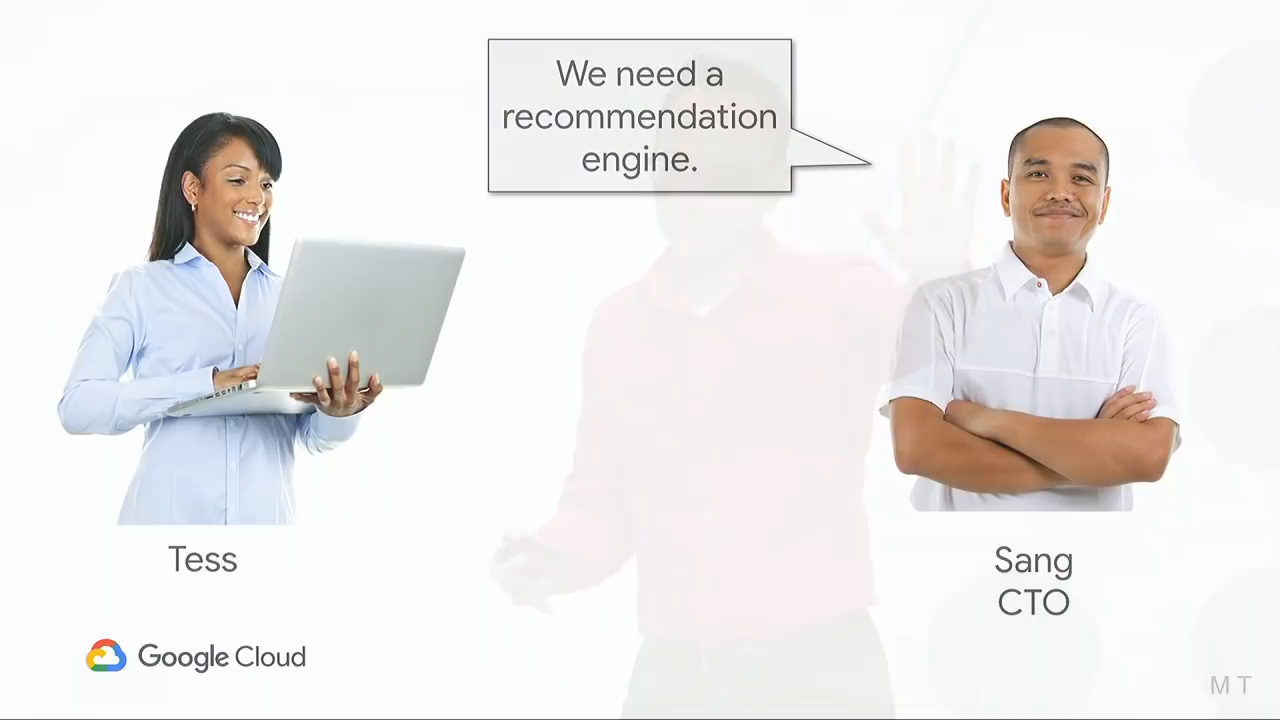 We need a
recommendation
engine.
Tess
Sang
CTO
Google Cloud
M T